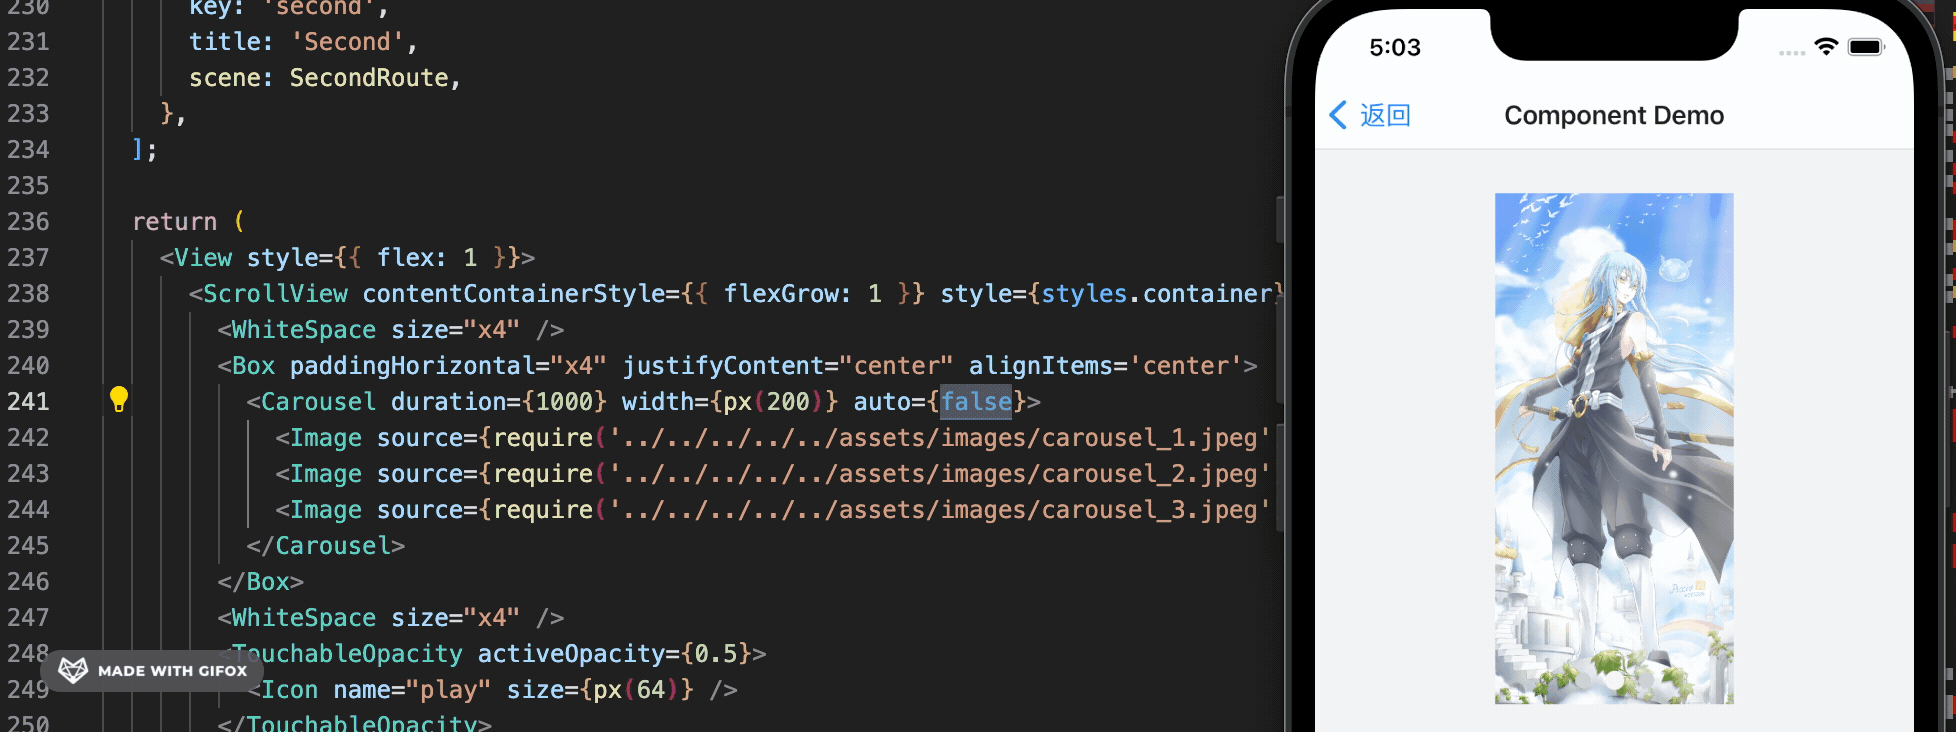 230 key: 'second',
231 title: 'Second',
232 scene: SecondRoute,
233 },
234 ];
235
236 return (
237 <View style={{ flex: 1 }}>
238 <ScrollView contentContainerStyle={{ flexGrow: 1 }} style={styles.container}
239 <WhiteSpace size="x4" />
240 <Box paddingHorizontal="x4" justifyContent="center" alignItems='center'>
241 <Carousel duration={1000} width={px(200)} auto={false}>
242 <Image source={require('../../../../../assets/images/carousel_1.jpeg'
243 <Image source={require('../../../../../assets/images/carousel_2.jpeg'
244 <Image source={require('../../../../../assets/images/carousel_3.jpeg'
245 </Carousel>
246 </Box>
247 <WhiteSpace size="x4" />
248 <TouchableOpacity activeOpacity={0.5}>
249 <Icon name="play" size={px(64)} />
250 </TouchableOpacity>
MADE WITH GIFOX
5:03
返回 Component Demo